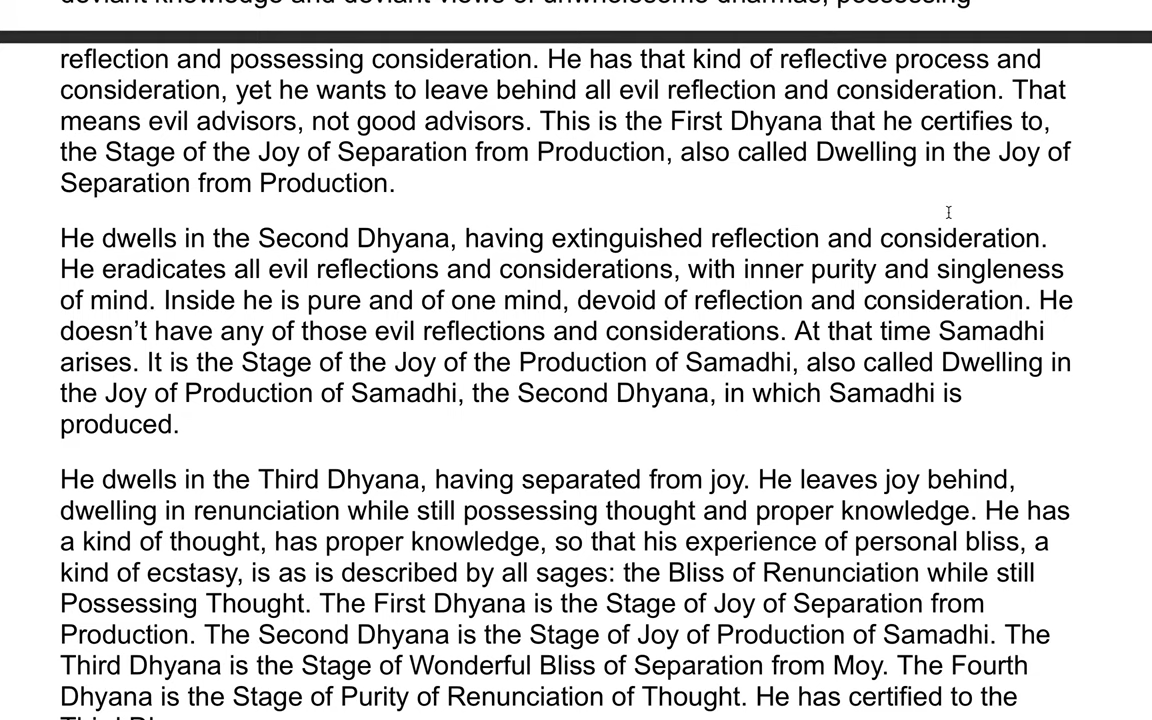 deviant knowledge and deviant views of unwholesome dharmas, possessing
reflection and possessing consideration. He has that kind of reflective process and
consideration, yet he wants to leave behind all evil reflection and consideration. That
means evil advisors, not good advisors. This is the First Dhyana that he certifies to,
the Stage of the Joy of Separation from Production, also called Dwelling in the Joy of
Separation from Production.
He dwells in the Second Dhyana, having extinguished reflection and consideration.
He eradicates all evil reflections and considerations, with inner purity and singleness
of mind. Inside he is pure and of one mind, devoid of reflection and consideration. He
doesn’t have any of those evil reflections and considerations. At that time Samadhi
arises. It is the Stage of the Joy of the Production of Samadhi, also called Dwelling in
the Joy of Production of Samadhi, the Second Dhyana, in which Samadhi is
produced.
He dwells in the Third Dhyana, having separated from joy. He leaves joy behind,
dwelling in renunciation while still possessing thought and proper knowledge. He has
a kind of thought, has proper knowledge, so that his experience of personal bliss, a
kind of ecstasy, is as is described by all sages: the Bliss of Renunciation while still
Possessing Thought. The First Dhyana is the Stage of Joy of Separation from
Production. The Second Dhyana is the Stage of Joy of Production of Samadhi. The
Third Dhyana is the Stage of Wonderful Bliss of Separation from Moy. The Fourth
Dhyana is the Stage of Purity of Renunciation of Thought. He has certified to the